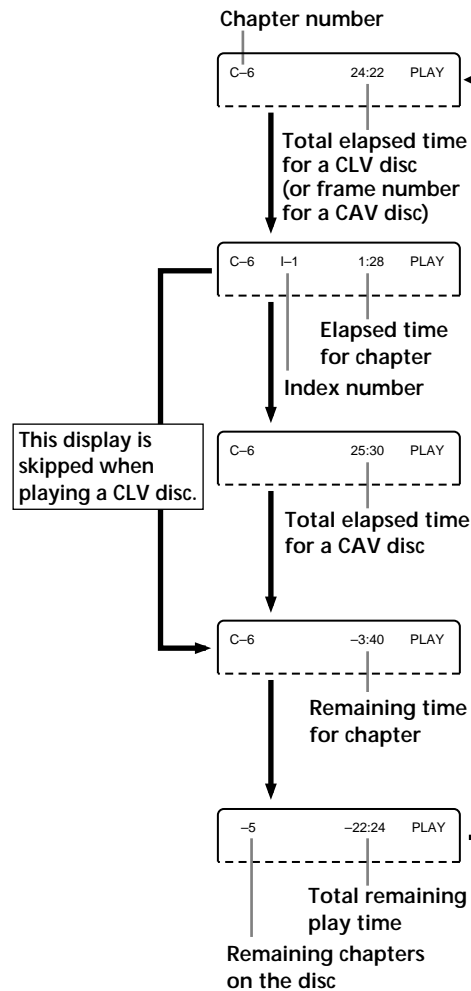 Chapter number
C–6 24:22 PLAY
Total elapsed time
for a CLV disc
(or frame number
for a CAV disc)
C–6 I–1 1:28 PLAY
Elapsed time
for chapter
Index number
This display is
skipped when
playing a CLV disc.
C–6 25:30 PLAY
Total elapsed time
for a CAV disc
C–6 –3:40 PLAY
Remaining time
for chapter
–5 –22:24 PLAY
Total remaining
play time
Remaining chapters
on the disc